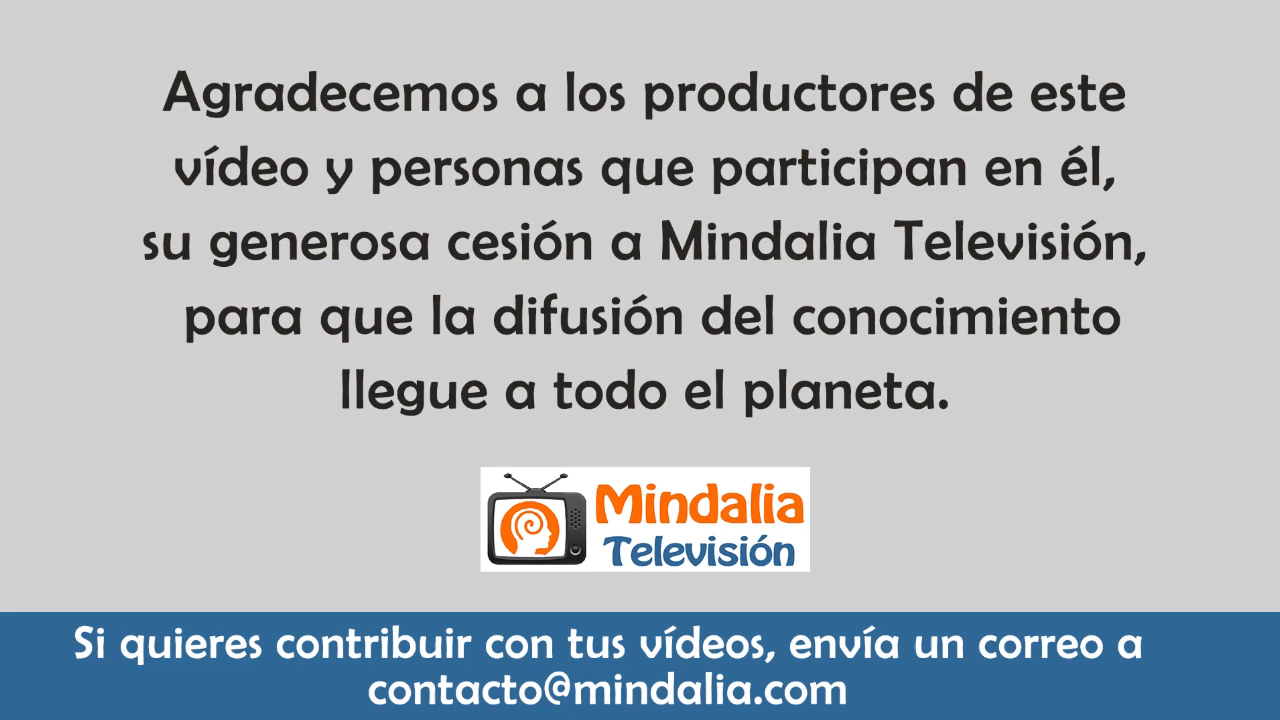 Agradecemos a los productores de este
vídeo y personas que participan en él,
su generosa cesión a Mindalia Televisión,
para que la difusión del conocimiento
llegue a todo el planeta.
Mindalia
Televisión
Si quieres contribuir con tus vídeos, envía un correo a
contacto@mindalia.com